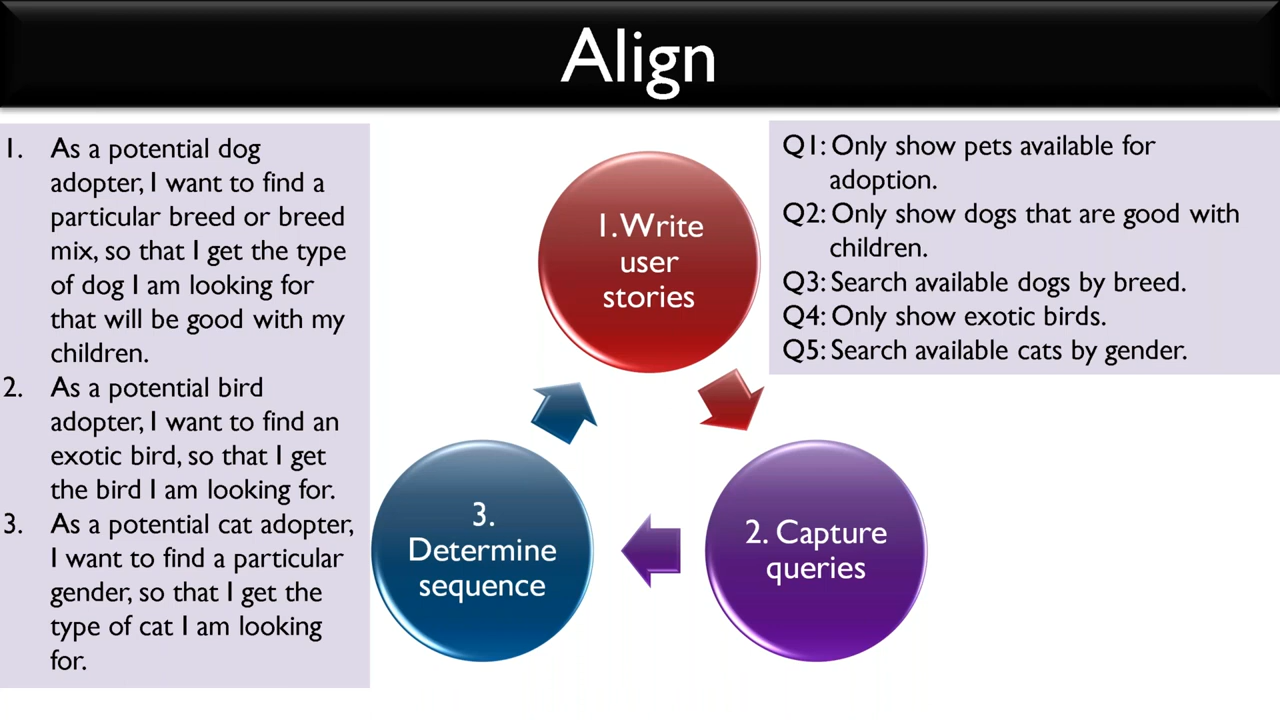 Align
1. As a potential dog
adopter, I want to find a
particular breed or breed
mix, so that I get the type
of dog I am looking for
that will be good with my
children.
2. As a potential bird
adopter, I want to find an
exotic bird, so that I get
the bird I am looking for.
3. As a potential cat adopter,
I want to find a particular
gender, so that I get the
type of cat I am looking
for.
1. Write
user
stories
2. Capture
queries
3.
Determine
sequence
Q1: Only show pets available for
adoption.
Q2: Only show dogs that are good with
children.
Q3: Search available dogs by breed.
Q4: Only show exotic birds.
Q5: Search available cats by gender.